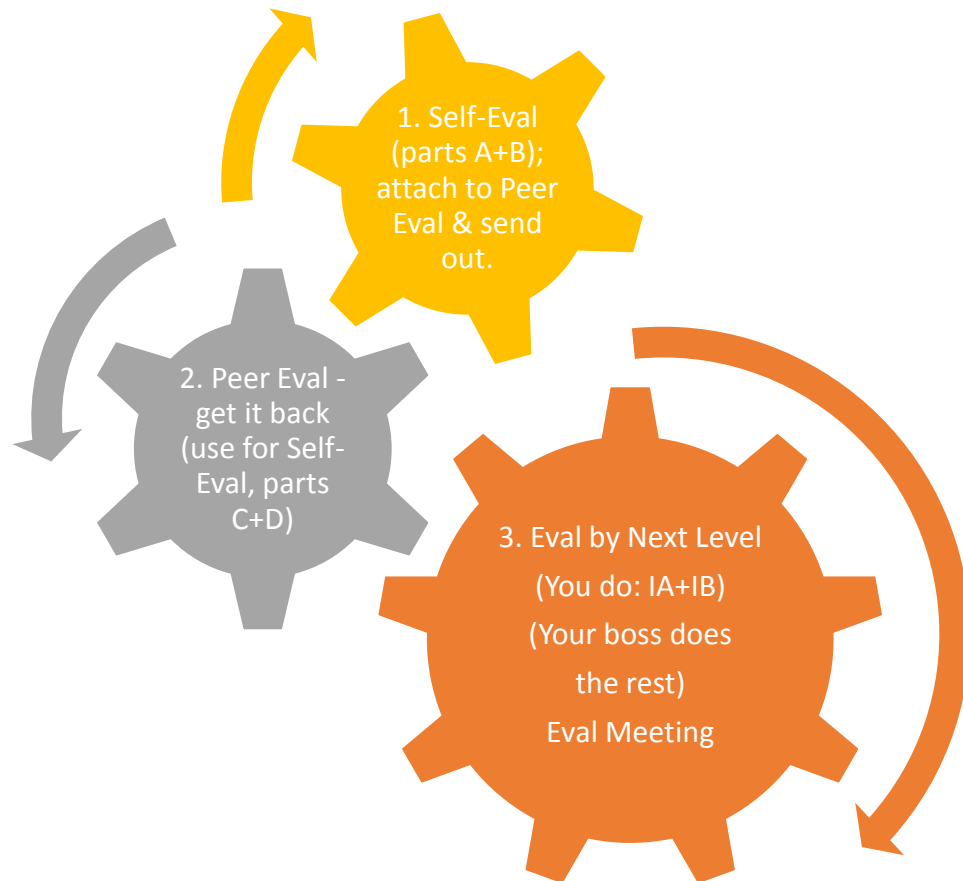 1. Self-Eval
(parts A+B);
attach to Peer
Eval & send
out.
2. Peer Eval -
get it back
(use for Self-
Eval, parts
C+D)
3. Eval by Next Level
(You do: IA+IB)
(Your boss does
the rest)
Eval Meeting